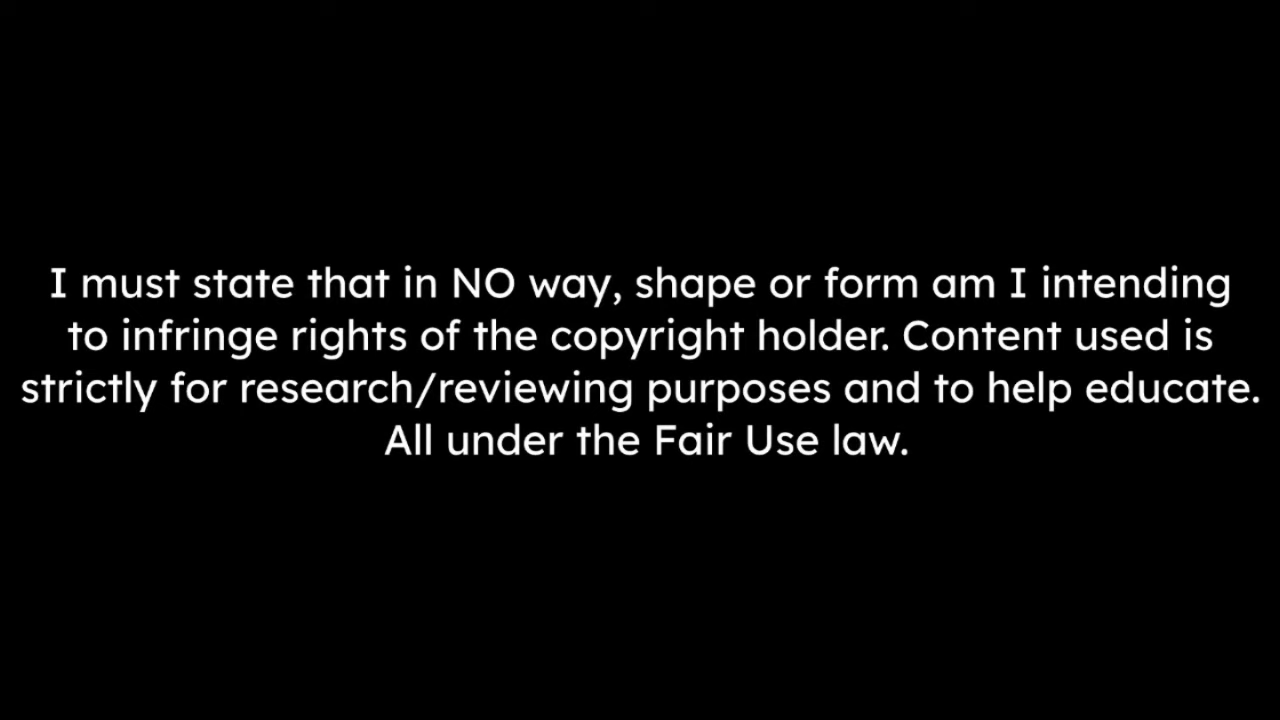 I must state that in NO way, shape or form am I intending
to infringe rights of the copyright holder. Content used is
strictly for research/reviewing purposes and to help educate.
All under the Fair Use law.